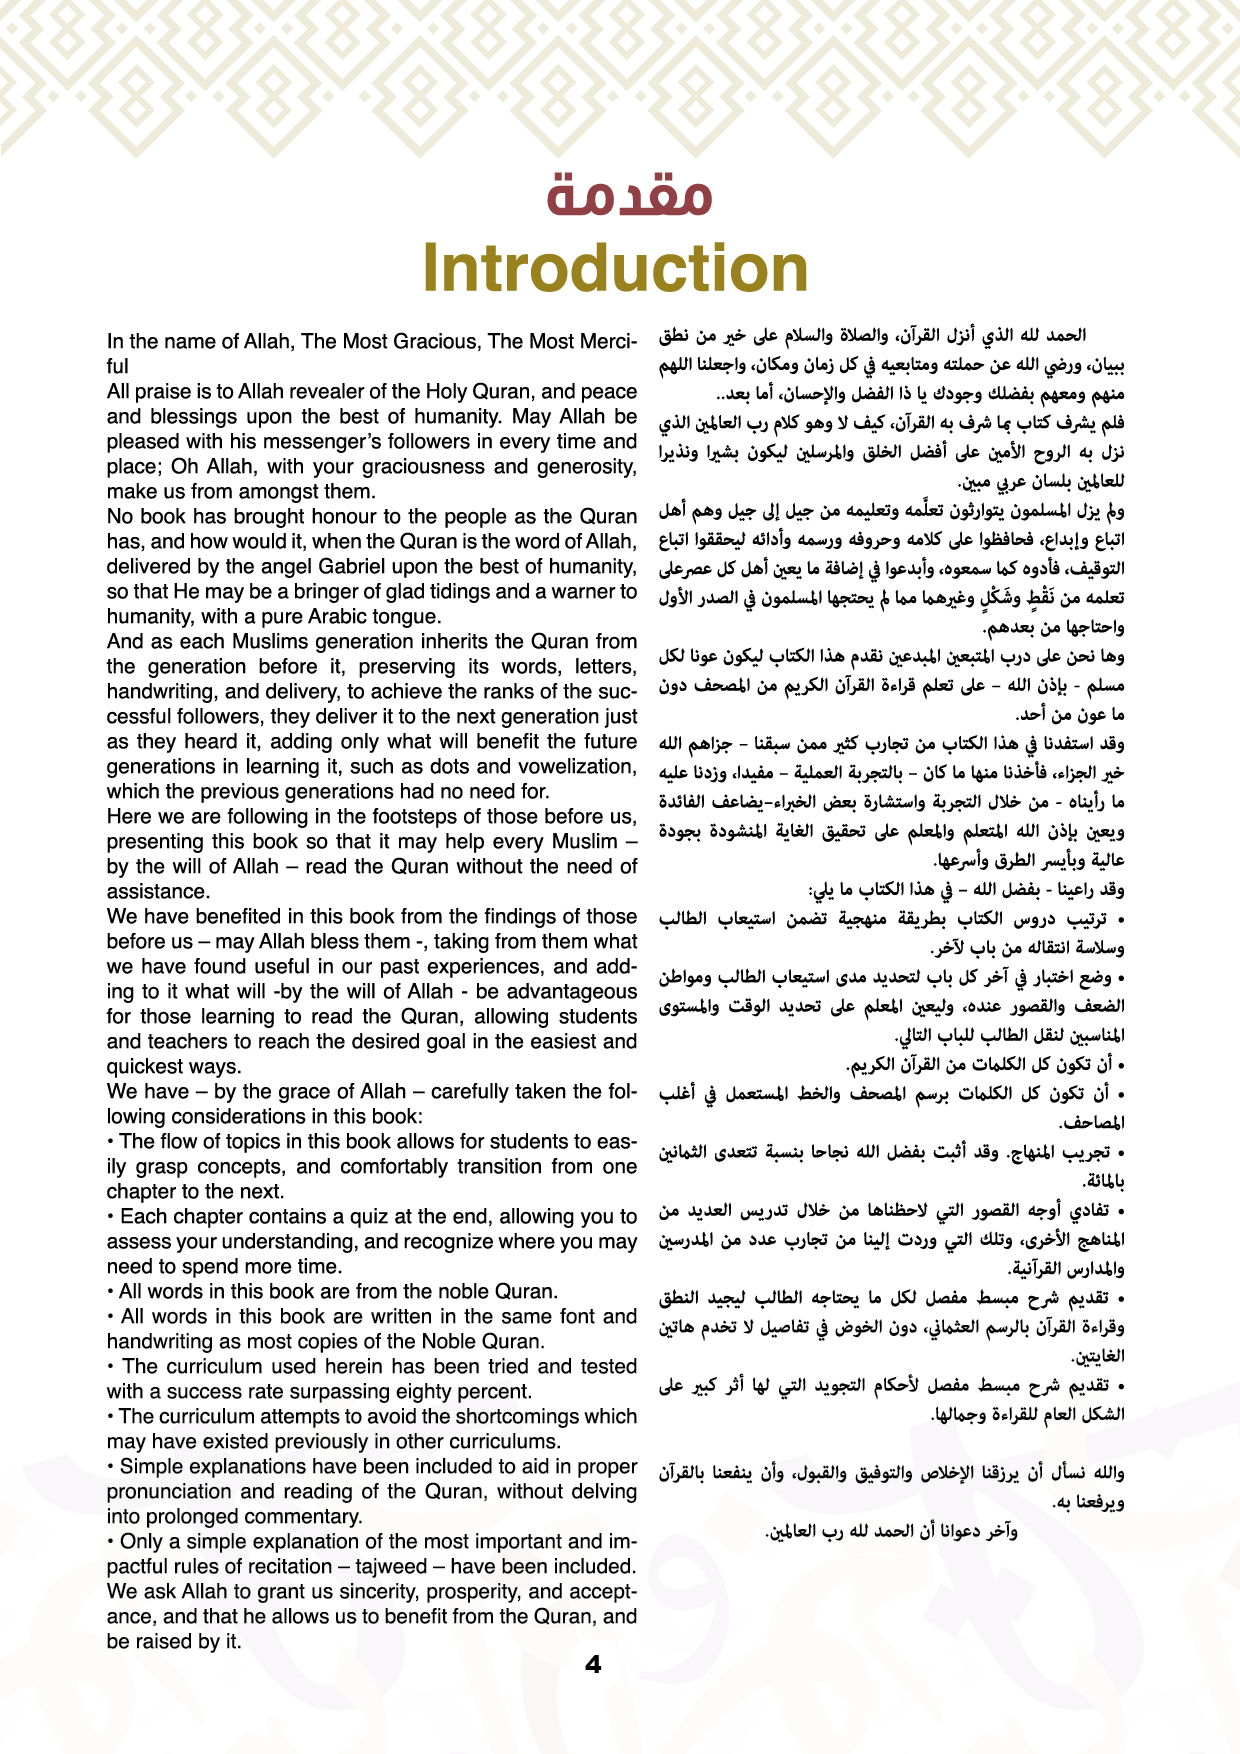 مقدمة
Introduction
In the name of Allah, The Most Gracious, The Most Merci-
ful
All praise is to Allah revealer of the Holy Quran, and peace
and blessings upon the best of humanity. May Allah be
pleased with his messenger’s followers in every time and
place; Oh Allah, with your graciousness and generosity,
make us from amongst them.
No book has brought honour to the people as the Quran
has, and how would it, when the Quran is the word of Allah,
delivered by the angel Gabriel upon the best of humanity,
so that He may be a bringer of glad tidings and a warner to
humanity, with a pure Arabic tongue.
And as each Muslims generation inherits the Quran from
the generation before it, preserving its words, letters,
handwriting, and delivery, to achieve the ranks of the suc-
cessful followers, they deliver it to the next generation just
as they heard it, adding only what will benefit the future
generations in learning it, such as dots and vowelization,
which the previous generations had no need for.
Here we are following in the footsteps of those before us,
presenting this book so that it may help every Muslim –
by the will of Allah – read the Quran without the need of
assistance.
We have benefited in this book from the findings of those
before us – may Allah bless them -, taking from them what
we have found useful in our past experiences, and add-
ing to it what will -by the will of Allah - be advantageous
for those learning to read the Quran, allowing students
and teachers to reach the desired goal in the easiest and
quickest ways.
We have – by the grace of Allah – carefully taken the fol-
lowing considerations in this book:
• The flow of topics in this book allows for students to eas-
ily grasp concepts, and comfortably transition from one
chapter to the next.
• Each chapter contains a quiz at the end, allowing you to
assess your understanding, and recognize where you may
need to spend more time.
• All words in this book are from the noble Quran.
• All words in this book are written in the same font and
handwriting as most copies of the Noble Quran.
• The curriculum used herein has been tried and tested
with a success rate surpassing eighty percent.
• The curriculum attempts to avoid the shortcomings which
may have existed previously in other curriculums.
• Simple explanations have been included to aid in proper
pronunciation and reading of the Quran, without delving
into prolonged commentary.
• Only a simple explanation of the most important and im-
pactful rules of recitation – tajweed – have been included.
We ask Allah to grant us sincerity, prosperity, and accept-
ance, and that he allows us to benefit from the Quran, and
be raised by it.
الحمد لله الذي أنزل القرآن، والصلاة والسلام على خير من نطق
ببيان، ورضي الله عن حملته ومتابعيه في كل زمان ومكان، واجعلنا اللهم
منهم ومعهم بفضلك وجودك يا ذا الفضل والإحسان، أما بعد..
فلم يشرف كتاب بما شرف به القرآن، كيف لا وهو كلام رب العالمين الذي
نزل به الروح الأمين على أفضل الخلق والمرسلين ليكون بشيرا ونذيرا
للعالمين بلسان عربي مبين.
ولم يزل المسلمون يتوارثون تعلَّمه وتعليمه من جيل إلى جيل وهم أهل
اتباع وإبداع، فحافظوا على كلامه وحروفه ورسمه وأدائه ليحققوا اتباع
التوقيف، فأدوه كما سمعوه، وأبدعوا في إضافة ما يعين أهل كل عصر على
تعلمه من نَقْطٍ وشَكْلٍ وغيرهما مما لم يحتجها المسلمون في الصدر الأول
واحتاجها من بعدهم.
وها نحن على درب المتبعين المبدعين نقدم هذا الكتاب ليكون عونا لكل
مسلم - بإذن الله – على تعلم قراءة القرآن الكريم من المصحف دون
ما عون من أحد.
وقد استفدنا في هذا الكتاب من تجارب كثير ممن سبقنا – جزاهم الله
خير الجزاء، فأخذنا منها ما كان – بالتجربة العملية – مفيدا، وزدنا عليه
ما رأيناه - من خلال التجربة واستشارة بعض الخبراء–يضاعف الفائدة
ويعين بإذن الله المتعلم والمعلم على تحقيق الغاية المنشودة بجودة
عالية وبأيسر الطرق وأسرعها.
وقد راعينا - بفضل الله – في هذا الكتاب ما يلي:
• ترتيب دروس الكتاب بطريقة منهجية تضمن استيعاب الطالب
وسلاسة انتقاله من باب لآخر.
• وضع اختبار في آخر كل باب لتحديد مدى استيعاب الطالب ومواطن
الضعف والقصور عنده، وليعين المعلم على تحديد الوقت والمستوى
المناسبين لنقل الطالب للباب التالي.
• أن تكون كل الكلمات من القرآن الكريم.
• أن تكون كل الكلمات برسم المصحف والخط المستعمل في أغلب
المصاحف.
• تجريب المنهاج. وقد أثبت بفضل الله نجاحا بنسبة تتعدى الثمانين
بالمائة.
• تفادي أوجه القصور التي لاحظناها من خلال تدريس العديد من
المناهج الأخرى، وتلك التي وردت إلينا من تجارب عدد من المدرسين
والمدارس القرآنية.
• تقديم شرح مبسط مفصل لكل ما يحتاجه الطالب ليجيد النطق
وقراءة القرآن بالرسم العثماني، دون الخوض في تفاصيل لا تخدم هاتين
الغايتين.
• تقديم شرح مبسط مفصل لأحكام التجويد التي لها أثر كبير على
الشكل العام للقراءة وجمالها.
والله نسأل أن يرزقنا الإخلاص والتوفيق والقبول، وأن ينفعنا بالقرآن
ويرفعنا به.
وآخر دعوانا أن الحمد لله رب العالمين.
4